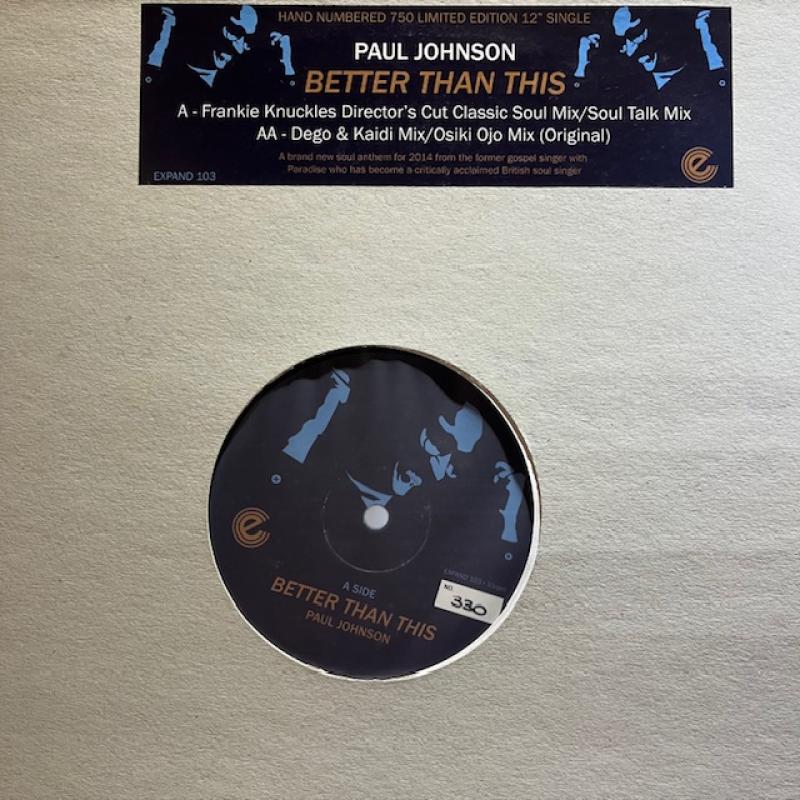 HAND NUMBERED 750 LIMITED EDITION 12" SINGLE
PAUL JOHNSON
BETTER THAN THIS
A - Frankie Knuckles Director's Cut Classic Soul Mix/Soul Talk Mix
AA - Dego & Kaidi Mix/Osiki Ojo Mix (Original)
A brand new soul anthem for 2014 from the former gospel singer with
Paradise who has become a critically acclaimed British soul singer
EXPAND 103
e
e
EXPAND 103 •
NO.
330
A SIDE
BETTER THAN THIS
PAUL JOHNSON